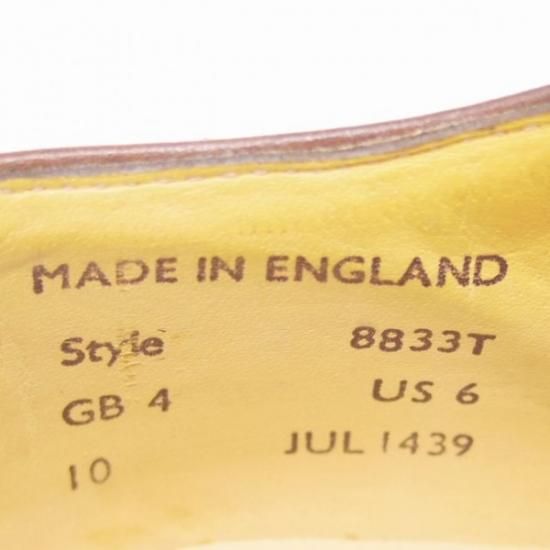 MADE IN ENGLAND
Style 8833T
GB 4 US 6
10 JUL 1439